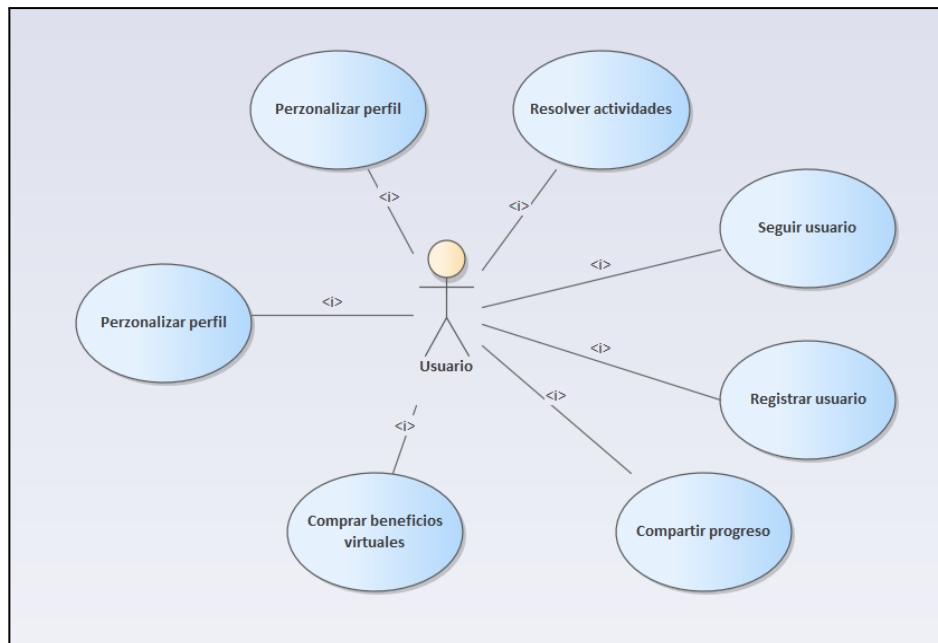 Perzonalizar perfil
Resolver actividades
<i>
<i>
Seguir usuario
<i>
Perzonalizar perfil
<i>
Usuario
<i>
Registrar usuario
<i>
<i>
Comprar beneficios
virtuales
Compartir progreso